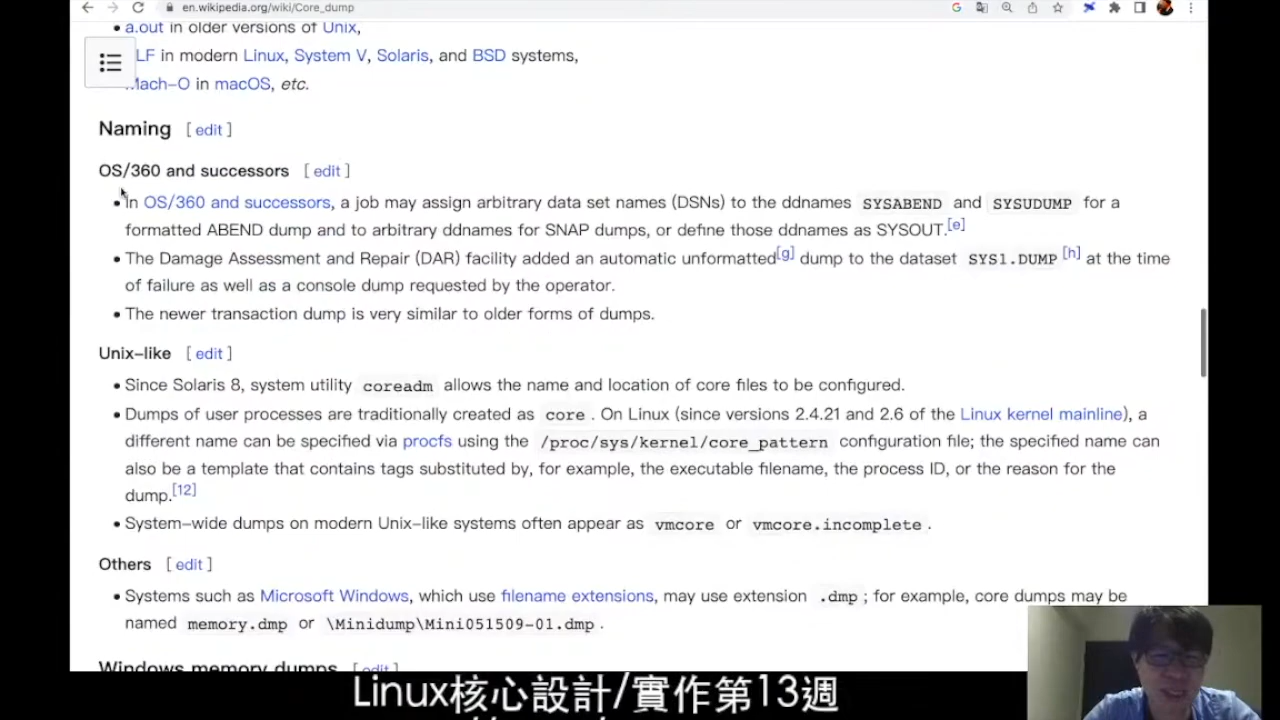 en.wikipedia.org/wiki/Core_dump
• a.out in older versions of Unix,
LF in modern Linux, System V, Solaris, and BSD systems,
Mach-O in macOS, etc.
Naming [ edit ]
OS/360 and successors [ edit ]
• In OS/360 and successors, a job may assign arbitrary data set names (DSNs) to the ddnames SYSABEND and SYSUDUMP for a
formatted ABEND dump and to arbitrary ddnames for SNAP dumps, or define those ddnames as SYSOUT.[e]
• The Damage Assessment and Repair (DAR) facility added an automatic unformatted[g] dump to the dataset SYS1.DUMP [h] at the time
of failure as well as a console dump requested by the operator.
• The newer transaction dump is very similar to older forms of dumps.
Unix-like [ edit ]
• Since Solaris 8, system utility coreadm allows the name and location of core files to be configured.
• Dumps of user processes are traditionally created as core . On Linux (since versions 2.4.21 and 2.6 of the Linux kernel mainline), a
different name can be specified via procfs using the /proc/sys/kernel/core_pattern configuration file; the specified name can
also be a template that contains tags substituted by, for example, the executable filename, the process ID, or the reason for the
dump.[12]
• System-wide dumps on modern Unix-like systems often appear as vmcore or vmcore.incomplete .
Others [ edit ]
• Systems such as Microsoft Windows, which use filename extensions, may use extension .dmp ; for example, core dumps may be
named memory.dmp or \Minidump\Mini051509-01.dmp .
Windows memory dumps [ edit ]
Linux核心設計/實作第13週